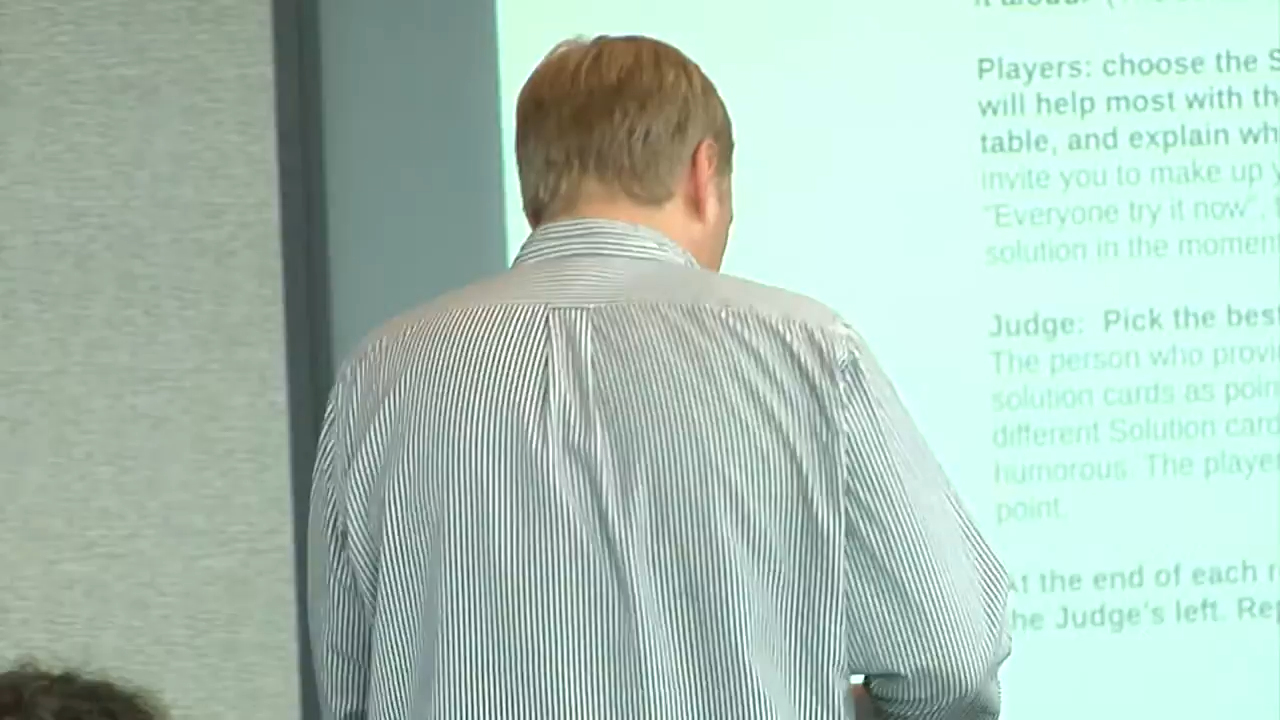 Players: choose the S
will help most with th
table, and explain wh
invite you to make up y
"Everyone try it now",
solution in the moment
Judge: Pick the best
The person who provi
solution cards as poin
different Solution card
humorous. The player
point.
At the end of each r
the Judge's left. Rep